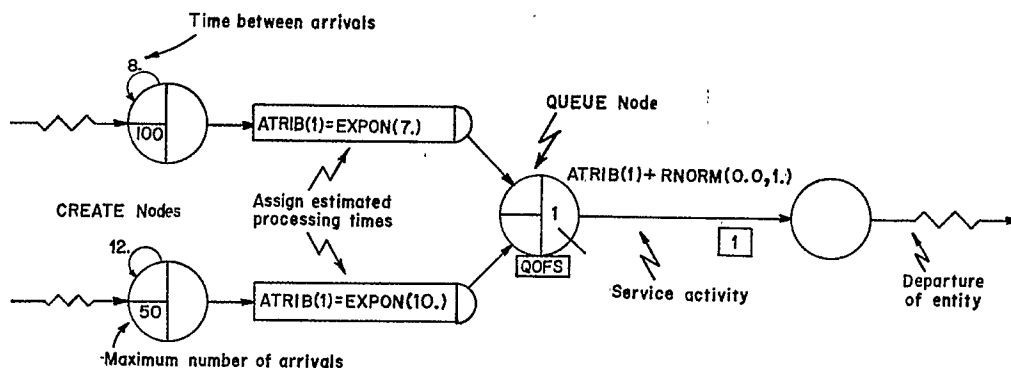 Time between arrivals
8.
100
ATRIB(1)=EXPON(7.)
QUEUE Node
ATRIB(1)+RNORM(0.0,1.)
CREATE Nodes
Assign estimated
processing times
1
QOFS
1
Service activity
Departure
of entity
12.
50
ATRIB(1)=EXPON(10.)
Maximum number of arrivals